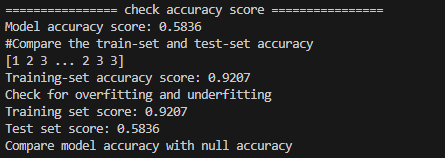 ================ check accuracy score ================
Model accuracy score: 0.5836
#Compare the train-set and test-set accuracy
[1 2 3 ... 2 3 3]
Training-set accuracy score: 0.9207
Check for overfitting and underfitting
Training set score: 0.9207
Test set score: 0.5836
Compare model accuracy with null accuracy